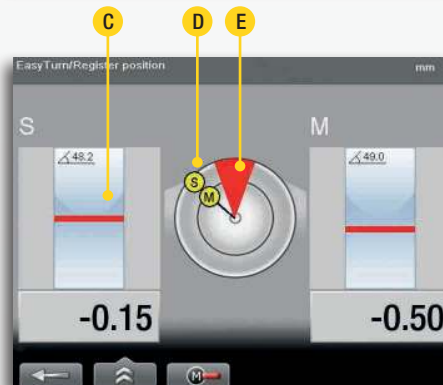 C D E
EasyTurn/Register position mm
S M
∡48.2 ∡49.0
S
M
-0.15 -0.50
M